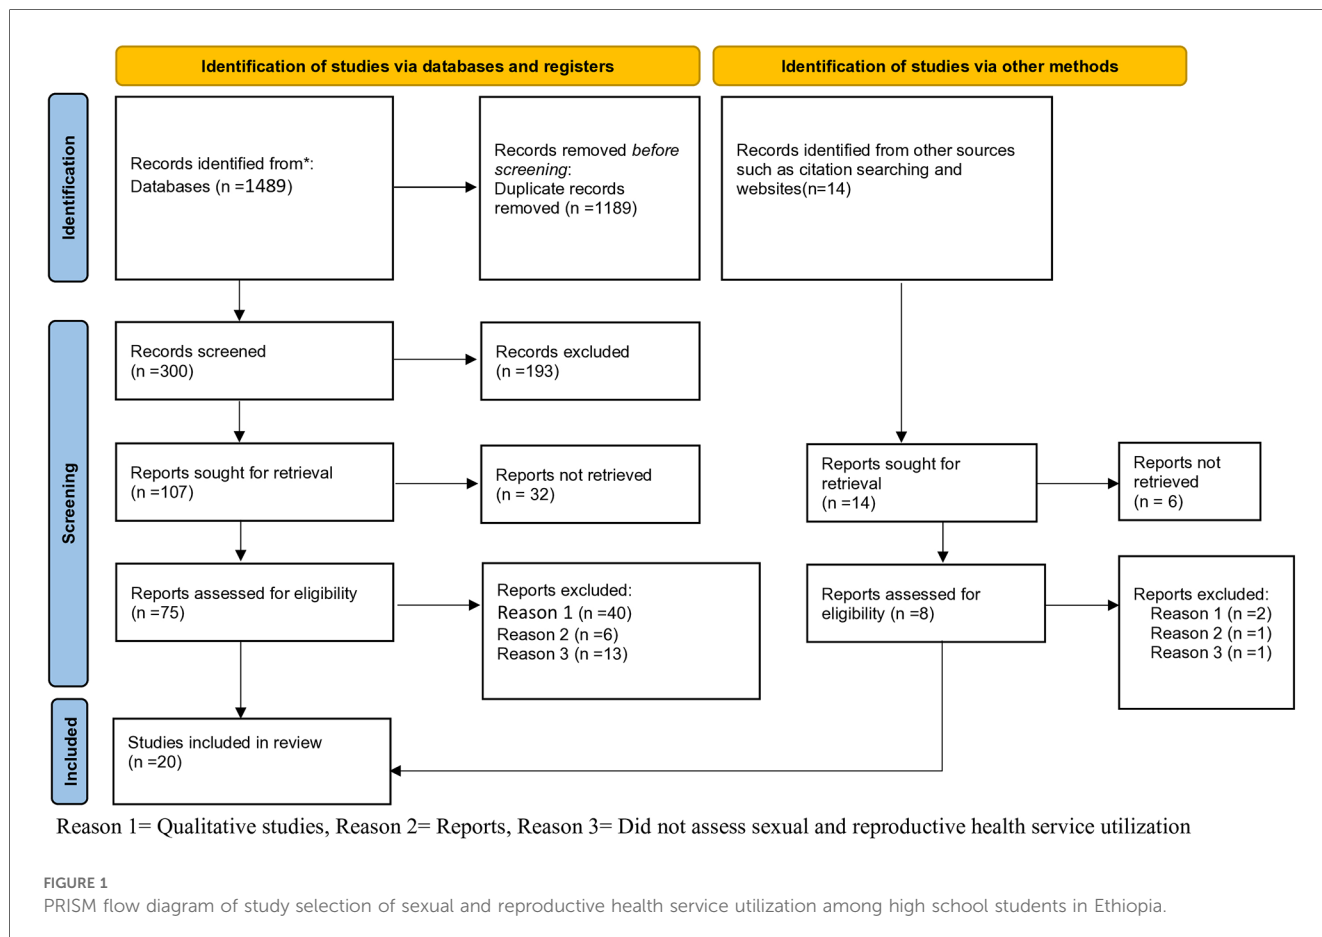 Identification of studies via databases and registers
Identification of studies via other methods
Identification
Records identified from*:
Databases (n =1489)
Records removed before
screening:
Duplicate records
removed (n =1189)
Records identified from other sources
such as citation searching and
websites(n=14)
Screening
Records screened
(n =300)
Records excluded
(n =193)
Reports sought for retrieval
(n =107)
Reports not retrieved
(n = 32)
Reports sought for
retrieval
(n =14)
Reports not
retrieved
(n = 6)
Reports assessed for eligibility
(n =75)
Reports excluded:
Reason 1 (n =40)
Reason 2 (n =6)
Reason 3 (n =13)
Reports assessed for
eligibility (n =8)
Reports excluded:
Reason 1 (n =2)
Reason 2 (n =1)
Reason 3 (n =1)
Included
Studies included in review
(n =20)
Reason 1= Qualitative studies, Reason 2= Reports, Reason 3= Did not assess sexual and reproductive health service utilization
FIGURE 1
PRISM flow diagram of study selection of sexual and reproductive health service utilization among high school students in Ethiopia.